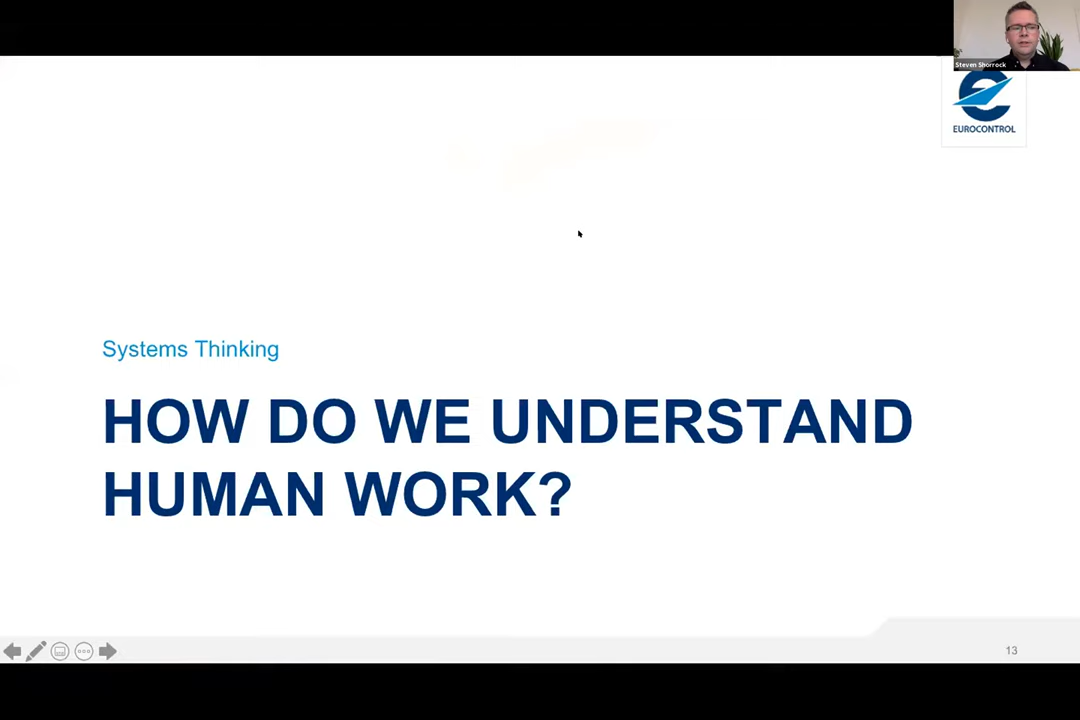 Steven Shorrock
EUROCONTROL
Systems Thinking
HOW DO WE UNDERSTAND
HUMAN WORK?
13